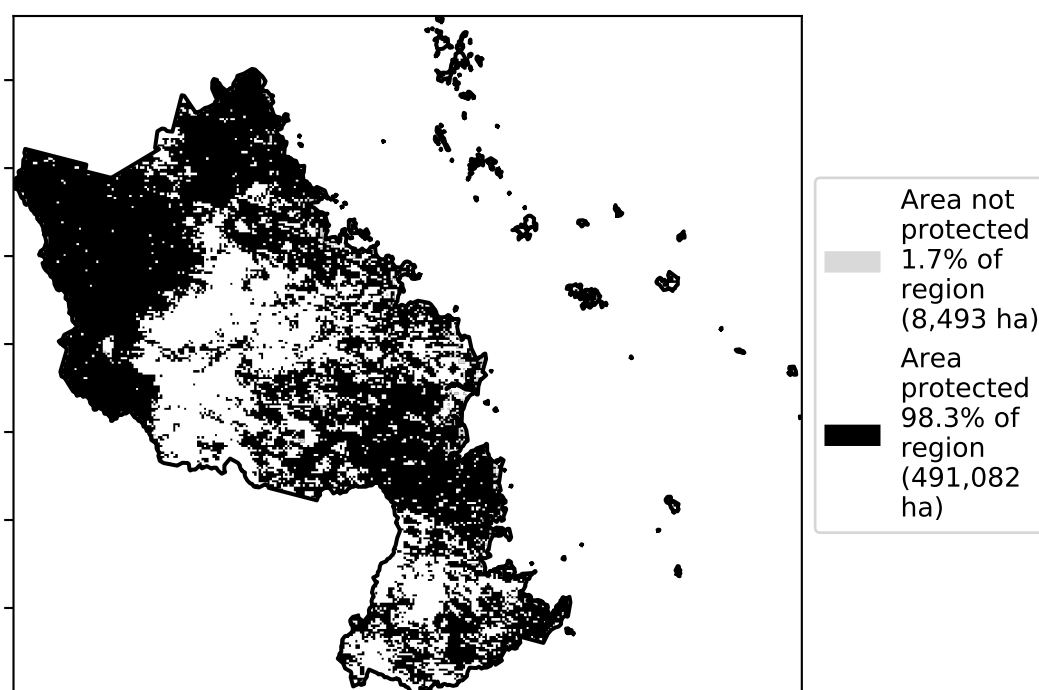 Area not
protected
1.7% of
region
(8,493 ha)
Area
protected
98.3% of
region
(491,082
ha)